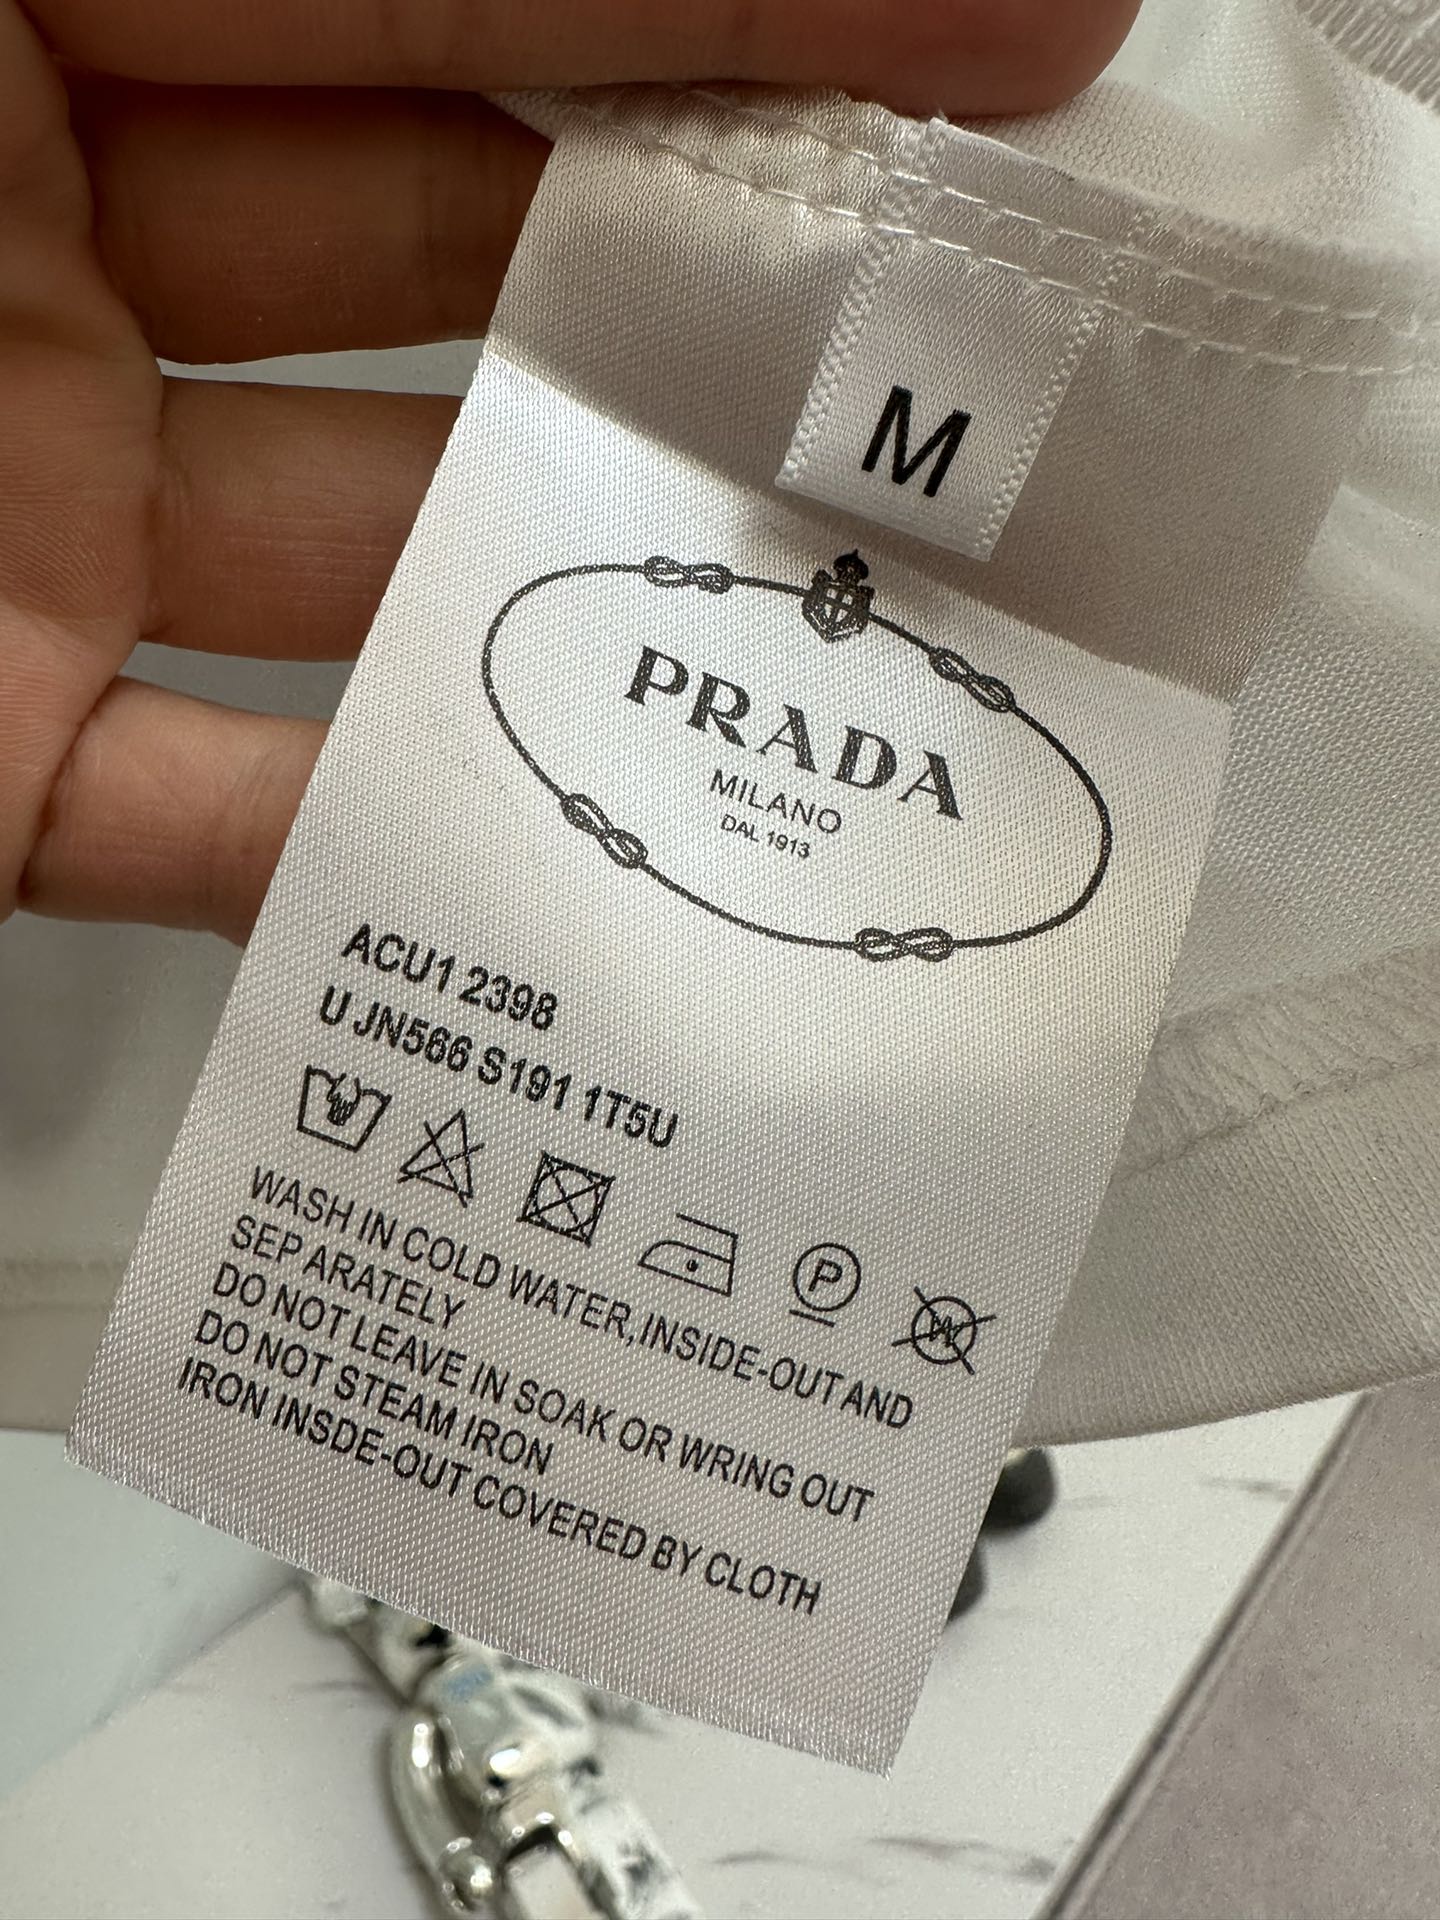 M
PRADA
MILANO
DAL 1913
ACU1 2398
U JN566 S191 1T5U
P
W
WASH IN COLD WATER,INSIDE-OUT AND
SEP ARATELY
DO NOT LEAVE IN SOAK OR WRING OUT
DO NOT STEAM IRON
IRON INSDE-OUT COVERED BY CLOTH